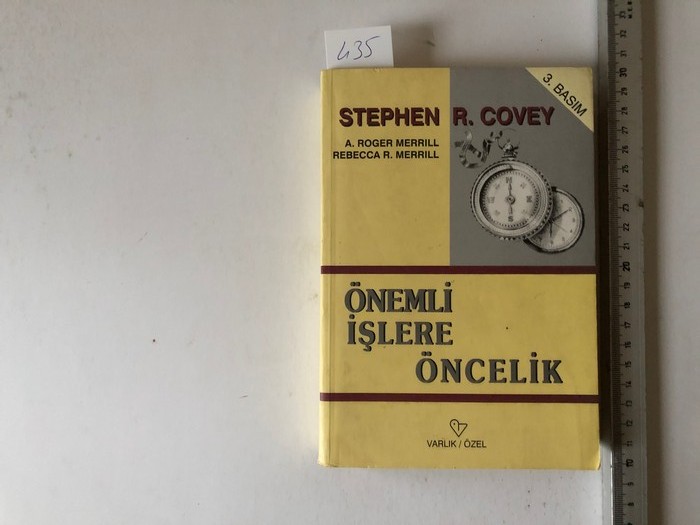 435
STEPHEN R. COVEY
3. BASIM
A. ROGER MERRILL
REBECCA R. MERRILL
ÖNEMLİ
İŞLERE
ÖNCELİK
VARLIK / ÖZEL